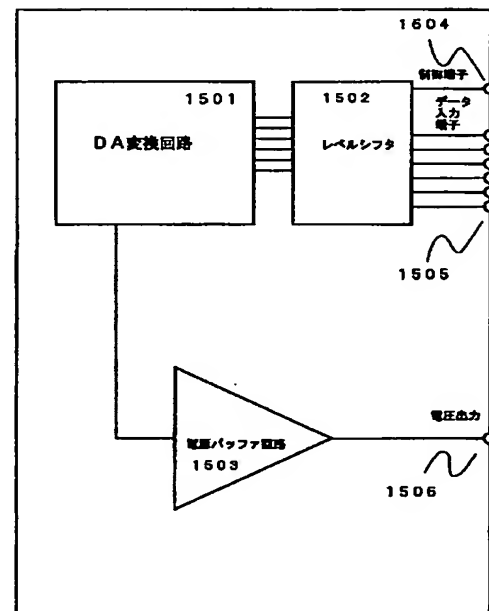 1604
制御端子
1501
1502
データ
入力
端子
DA変換回路
レベルシフタ
1505
電圧出力
電圧バッファ回路
1503
1506